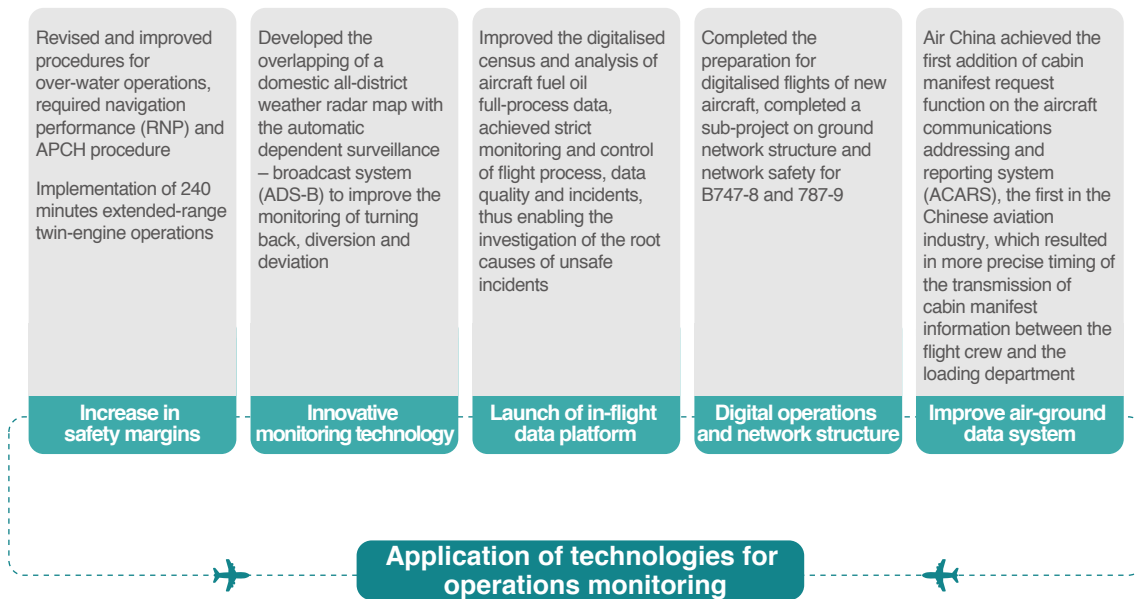 Revised and improved
procedures for
over-water operations,
required navigation
performance (RNP) and
APCH procedure
Implementation of 240
minutes extended-range
twin-engine operations
Increase in
safety margins
Developed the
overlapping of a
domestic all-district
weather radar map with
the automatic
dependent surveillance
– broadcast system
(ADS-B) to improve the
monitoring of turning
back, diversion and
deviation
Innovative
monitoring technology
Improved the digitalised
census and analysis of
aircraft fuel oil
full-process data,
achieved strict
monitoring and control
of flight process, data
quality and incidents,
thus enabling the
investigation of the root
causes of unsafe
incidents
Launch of in-flight
data platform
Completed the
preparation for
digitalised flights of new
aircraft, completed a
sub-project on ground
network structure and
network safety for
B747-8 and 787-9
Digital operations
and network structure
Air China achieved the
first addition of cabin
manifest request
function on the aircraft
communications
addressing and
reporting system
(ACARS), the first in the
Chinese aviation
industry, which resulted
in more precise timing of
the transmission of
cabin manifest
information between the
flight crew and the
loading department
Improve air-ground
data system
Application of technologies for
operations monitoring